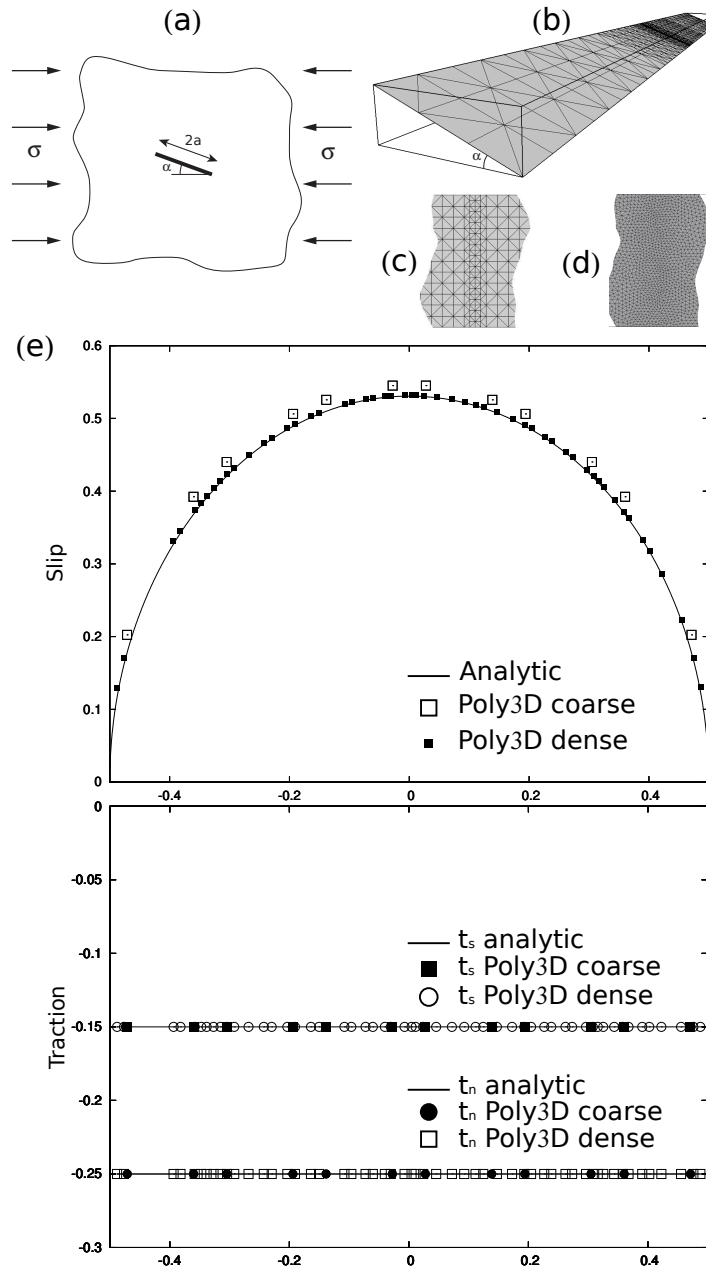 (a)
(b)
σ
2a
α
σ
α
(c)
(d)
(e)
0.6
0.5
0.4
0.3
0.2
0.1
0
Slip
Analytic
Poly3D coarse
Poly3D dense
-0.4
-0.2
0
0.2
0.4
0
-0.05
-0.1
-0.15
-0.2
-0.25
-0.3
Traction
ts analytic
ts Poly3D coarse
ts Poly3D dense
tn analytic
tn Poly3D coarse
tn Poly3D dense
-0.4
-0.2
0
0.2
0.4